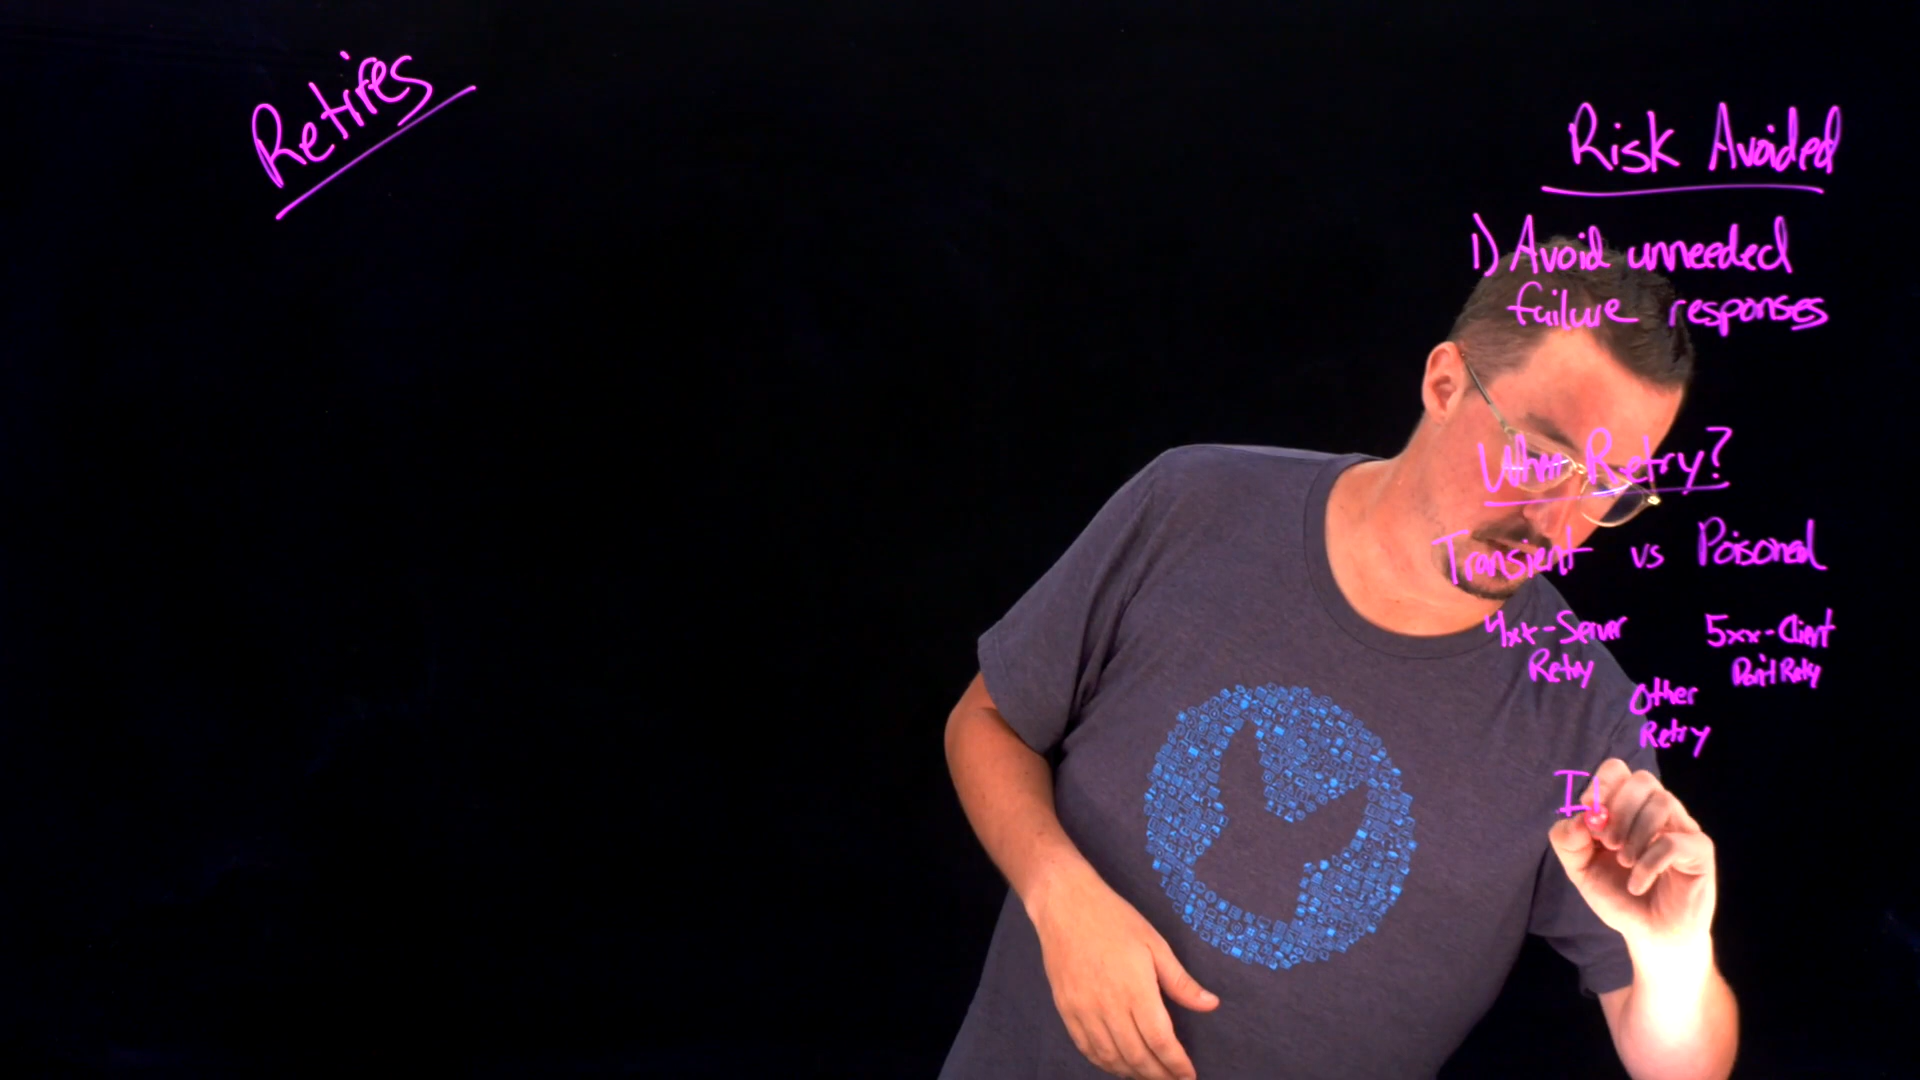 Retires
Risk Avoided
1) Avoid unneeded
failure responses
When Retry?
Transient vs Poisoned
4xx-Server 5xx-Client
Retry Don't Retry
Other
Retry